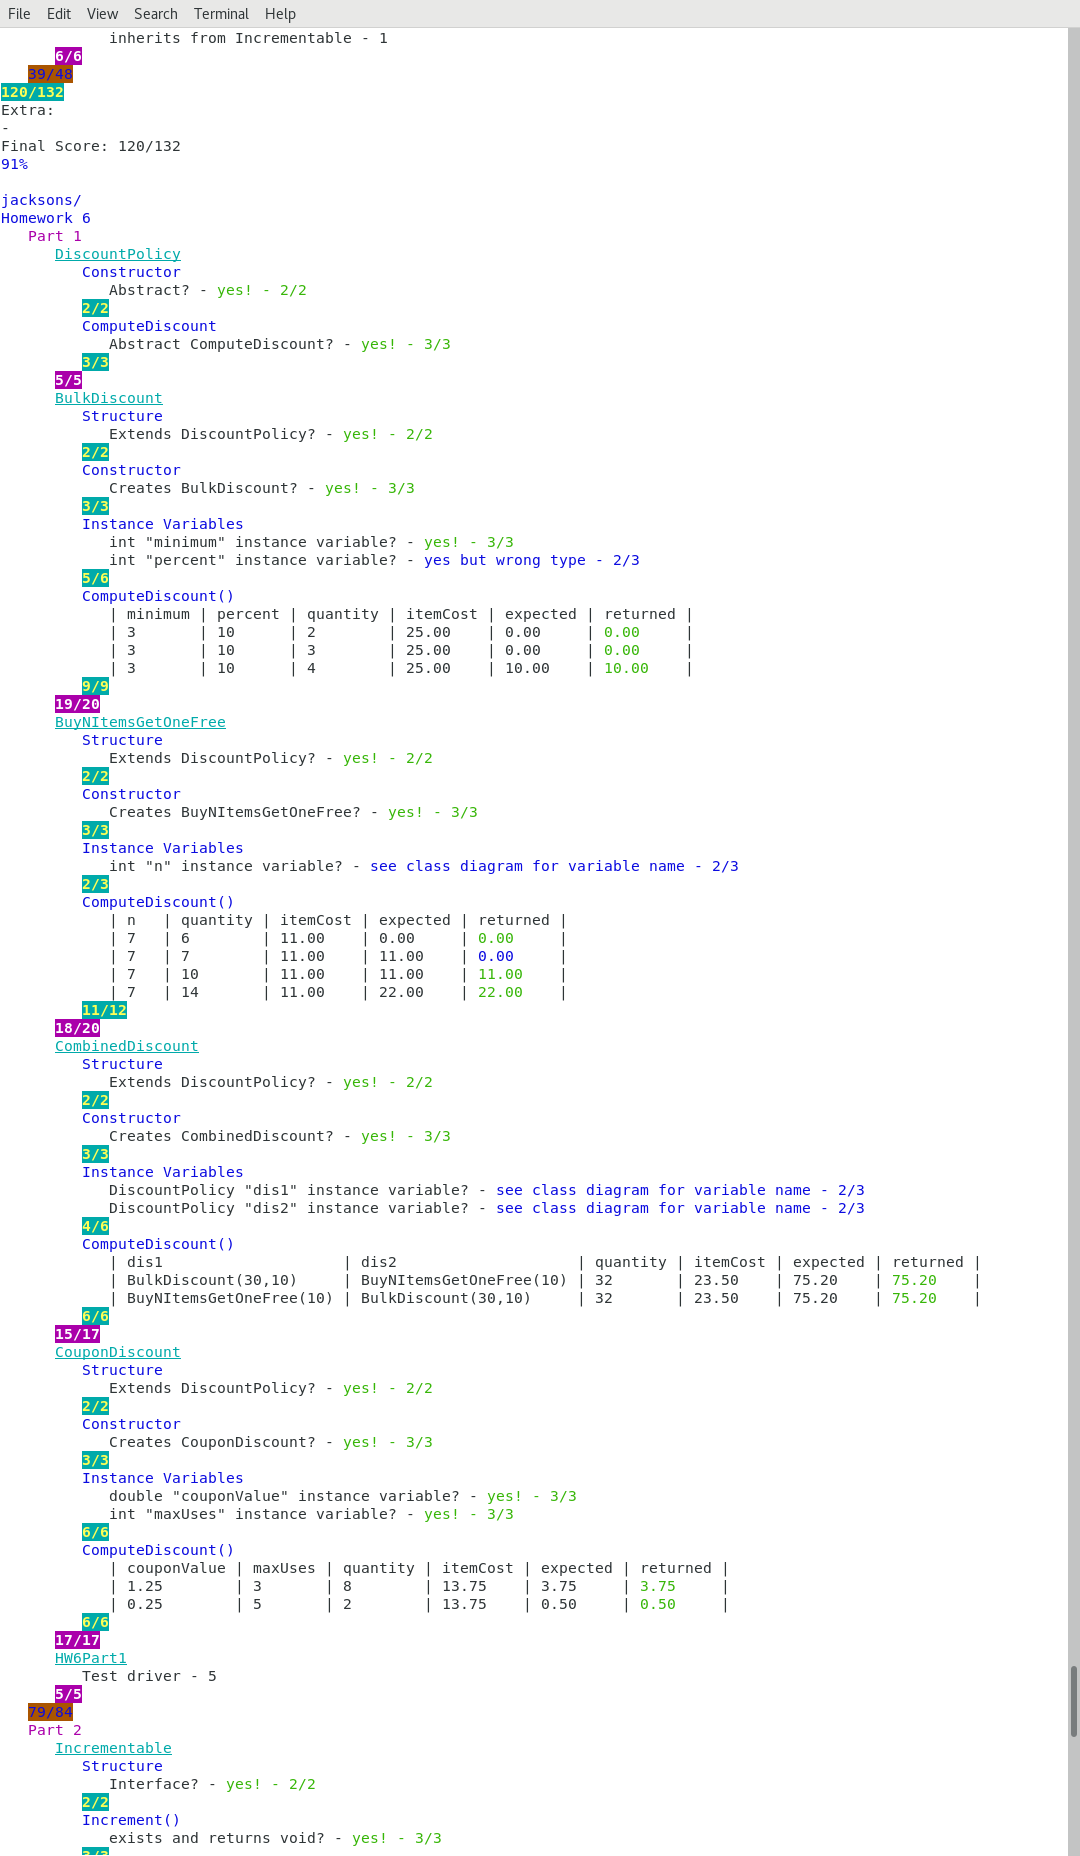 File Edit View Search Terminal Help
inherits from Incrementable - 1
6/6
39/48
120/132
Extra:
-
Final Score: 120/132
91%
jacksons/
Homework 6
Part 1
DiscountPolicy
Constructor
Abstract? - yes! - 2/2
2/2
ComputeDiscount
Abstract ComputeDiscount? - yes! - 3/3
3/3
5/5
BulkDiscount
Structure
Extends DiscountPolicy? - yes! - 2/2
2/2
Constructor
Creates BulkDiscount? - yes! - 3/3
3/3
Instance Variables
int "minimum" instance variable? - yes! - 3/3
int "percent" instance variable? - yes but wrong type - 2/3
5/6
ComputeDiscount()
| minimum | percent | quantity | itemCost | expected | returned |
| 3 | 10 | 2 | 25.00 | 0.00 | 0.00 |
| 3 | 10 | 3 | 25.00 | 0.00 | 0.00 |
| 3 | 10 | 4 | 25.00 | 10.00 | 10.00 |
9/9
19/20
BuyNItemsGetOneFree
Structure
Extends DiscountPolicy? - yes! - 2/2
2/2
Constructor
Creates BuyNItemsGetOneFree? - yes! - 3/3
3/3
Instance Variables
int "n" instance variable? - see class diagram for variable name - 2/3
2/3
ComputeDiscount()
| n | quantity | itemCost | expected | returned |
| 7 | 6 | 11.00 | 0.00 | 0.00 |
| 7 | 7 | 11.00 | 11.00 | 0.00 |
| 7 | 10 | 11.00 | 11.00 | 11.00 |
| 7 | 14 | 11.00 | 22.00 | 22.00 |
11/12
18/20
CombinedDiscount
Structure
Extends DiscountPolicy? - yes! - 2/2
2/2
Constructor
Creates CombinedDiscount? - yes! - 3/3
3/3
Instance Variables
DiscountPolicy "dis1" instance variable? - see class diagram for variable name - 2/3
DiscountPolicy "dis2" instance variable? - see class diagram for variable name - 2/3
4/6
ComputeDiscount()
| dis1 | dis2 | quantity | itemCost | expected | returned |
| BulkDiscount(30,10) | BuyNItemsGetOneFree(10) | 32 | 23.50 | 75.20 | 75.20 |
| BuyNItemsGetOneFree(10) | BulkDiscount(30,10) | 32 | 23.50 | 75.20 | 75.20 |
6/6
15/17
CouponDiscount
Structure
Extends DiscountPolicy? - yes! - 2/2
2/2
Constructor
Creates CouponDiscount? - yes! - 3/3
3/3
Instance Variables
double "couponValue" instance variable? - yes! - 3/3
int "maxUses" instance variable? - yes! - 3/3
6/6
ComputeDiscount()
| couponValue | maxUses | quantity | itemCost | expected | returned |
| 1.25 | 3 | 8 | 13.75 | 3.75 | 3.75 |
| 0.25 | 5 | 2 | 13.75 | 0.50 | 0.50 |
6/6
17/17
HW6Part1
Test driver - 5
5/5
79/84
Part 2
Incrementable
Structure
Interface? - yes! - 2/2
2/2
Increment()
exists and returns void? - yes! - 3/3
3/3